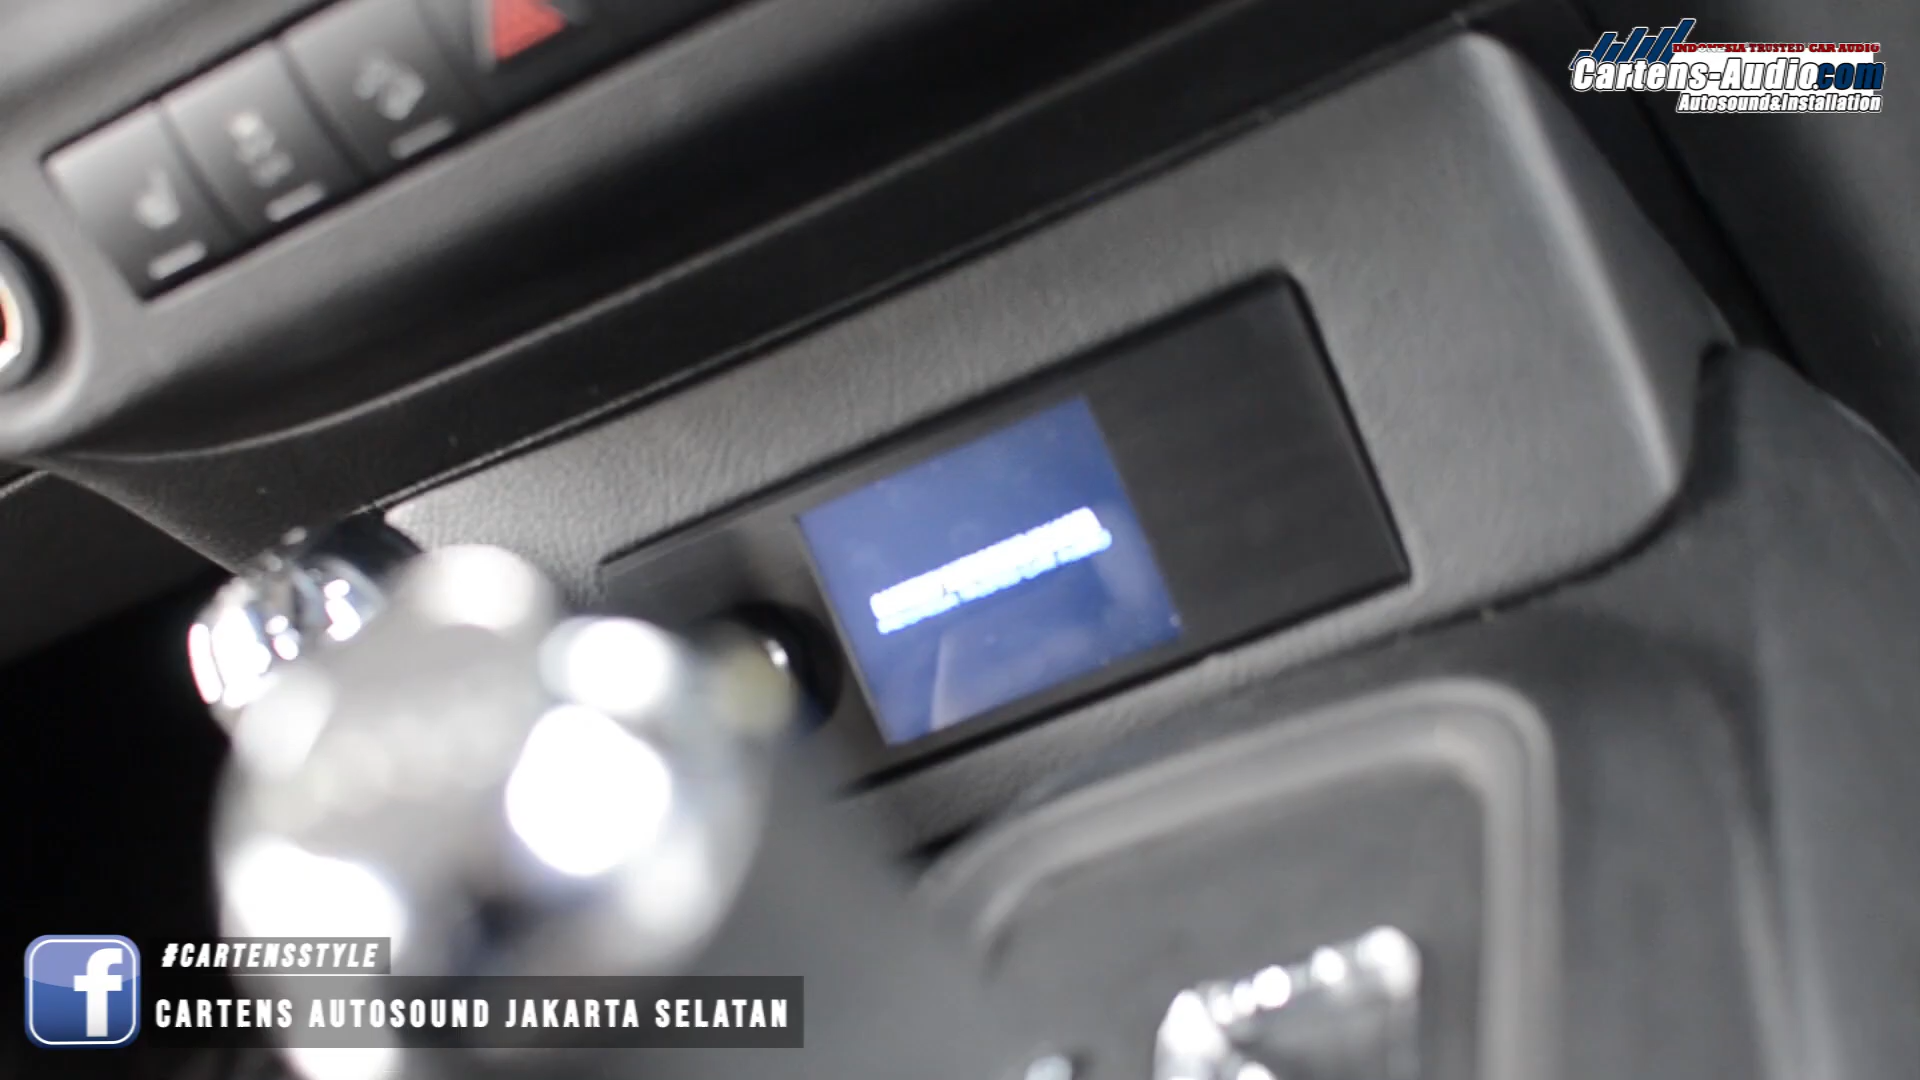 INDONESIA TRUSTED CAR AUDIO
Cartens-Audio.com
Autosound&Installation
#CARTENSSTYLE
CARTENS AUTOSOUND JAKARTA SELATAN